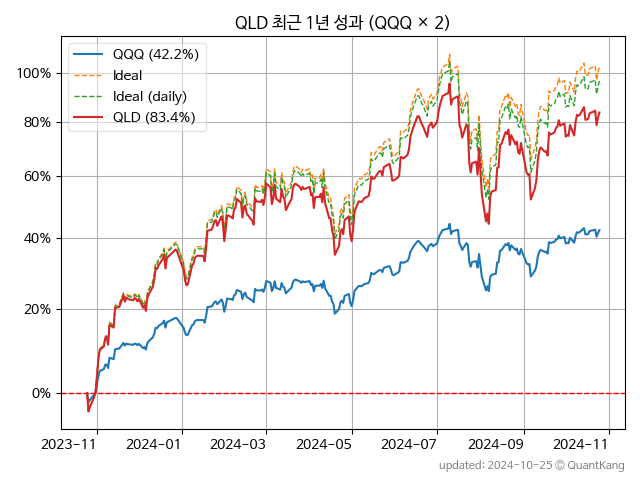 QLD 최근 1년 성과 (QQQ × 2)
QQQ (42.2%)
Ideal
Ideal (daily)
QLD (83.4%)
100%
80%
60%
40%
20%
0%
2023-11 2024-01 2024-03 2024-05 2024-07 2024-09 2024-11
updated: 2024-10-25 © QuantKang